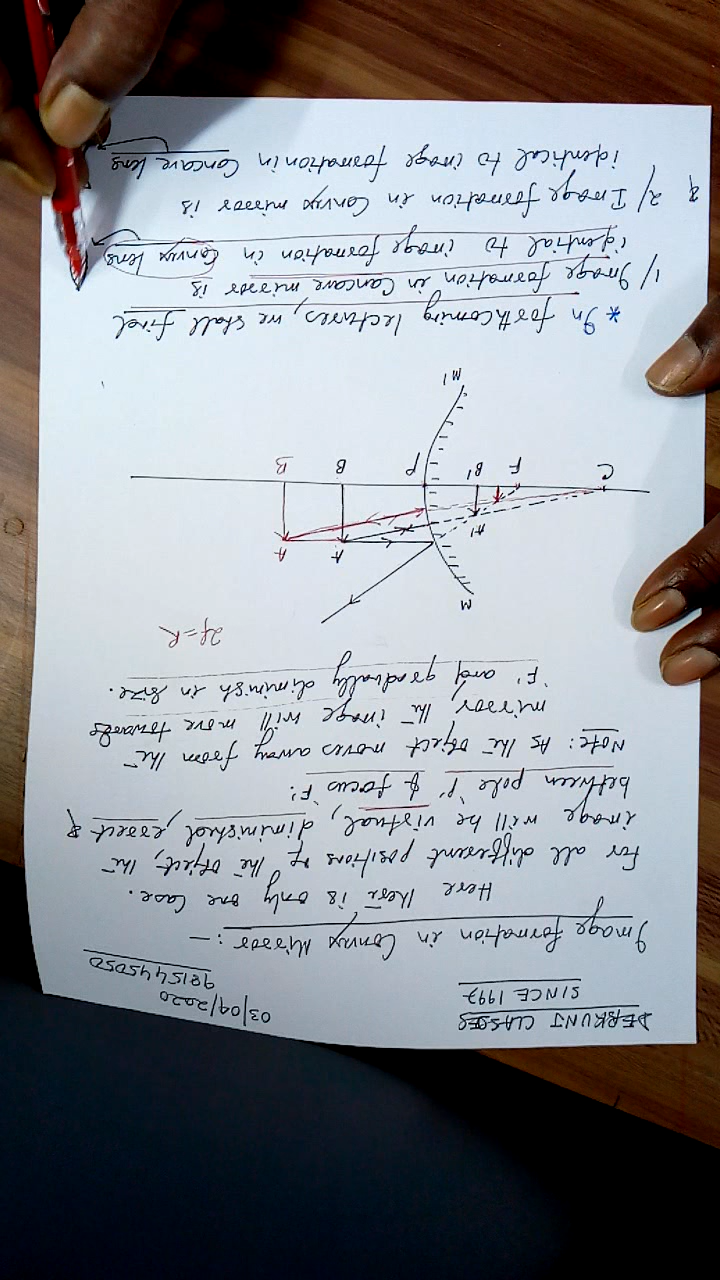 DERKUNT CLASSES
SINCE 1997
03/04/2020
9815445050
Image formation in Convex Mirror : —
Here there is only one case.
For all different positions of the object, the
image will be virtual, diminished, erect &
between pole 'P' & focus 'F'.
Note: As the object moves away from the
mirror, the image will move towards
'F' and gradually diminish in size.
2f = R
M
A A A'
B B P B' F C
M'
* In forthcoming lectures, we shall find
1/ Image formation in Concave mirror is
idential to image formation in Convex lens
& 2/ Image formation in Convex mirror is
identical to image formation in Concave lens